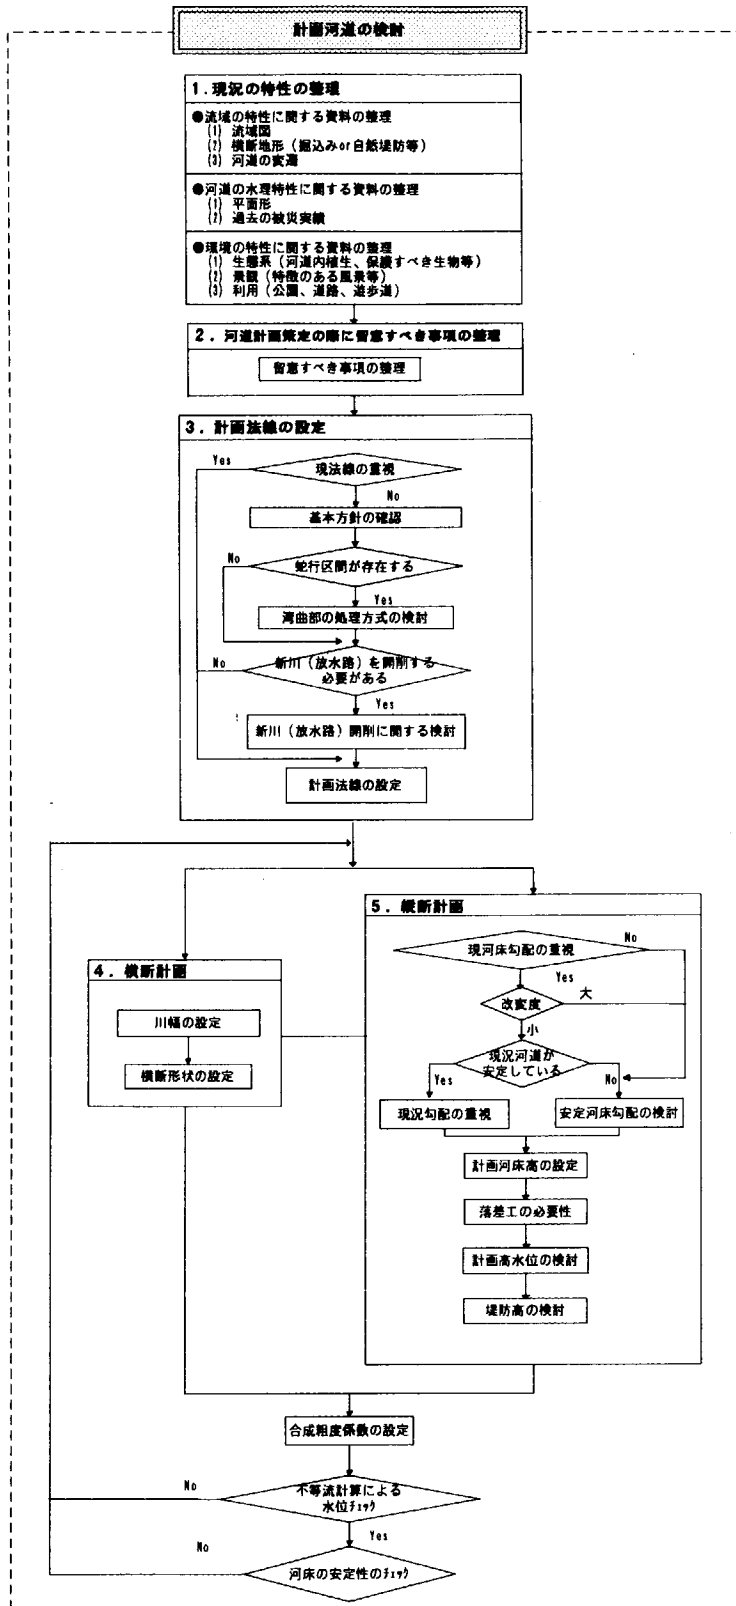 計画河道の検討
1．現況の特性の整理
●流域の特性に関する資料の整理
(1) 流域図
(2) 横断地形（掘込みor自然堤防等）
(3) 河道の変遷
●河道の水理特性に関する資料の整理
(1) 平面形
(2) 過去の被災実績
●環境の特性に関する資料の整理
(1) 生態系（河道内植生、保護すべき生物等）
(2) 景観（特徴のある風景等）
(3) 利用（公園、道路、遊歩道）
2．河道計画策定の際に留意すべき事項の整理
留意すべき事項の整理
3．計画法線の設定
Yes
現法線の重視
No
基本方針の確認
No
蛇行区間が存在する
Yes
湾曲部の処理方式の検討
No
新川（放水路）を開削する
必要がある
Yes
新川（放水路）開削に関する検討
計画法線の設定
4．横断計画
川幅の設定
横断形状の設定
5．縦断計画
現河床勾配の重視
No
Yes
改変度
大
小
現況河道が
安定している
Yes
No
現況勾配の重視
安定河床勾配の検討
計画河床高の設定
落差工の必要性
計画高水位の検討
堤防高の検討
合成粗度係数の設定
No
不等流計算による
水位ﾁｪｯｸ
Yes
No
河床の安定性のﾁｪｯｸ